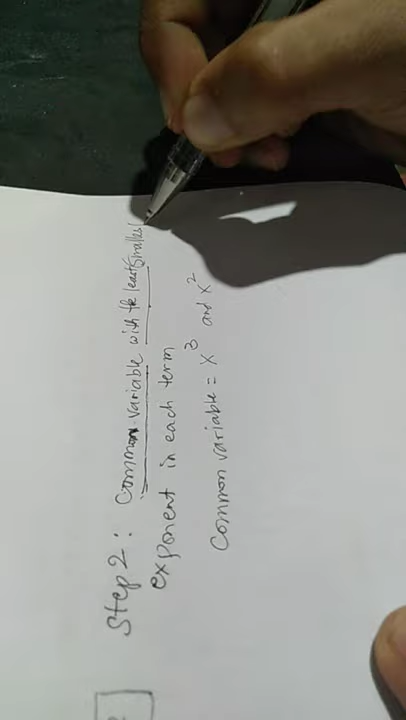 Step 2: Common variable with the least/smallest
exponent in each term
Common variable = x³ and x²